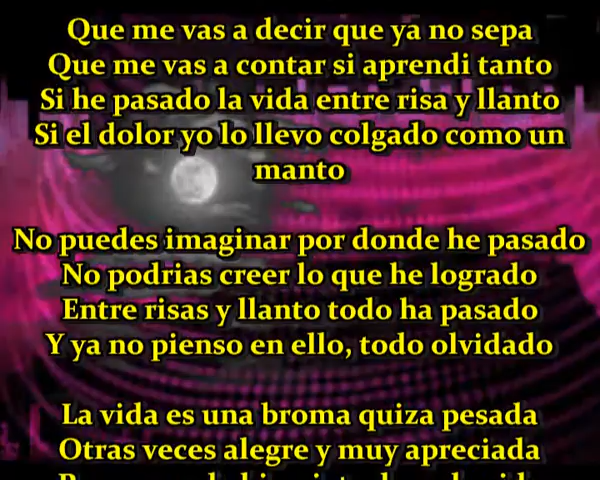 Que me vas a decir que ya no sepa
Que me vas a contar si aprendi tanto
Si he pasado la vida entre risa y llanto
Si el dolor yo lo llevo colgado como un
manto
No puedes imaginar por donde he pasado
No podrias creer lo que he logrado
Entre risas y llanto todo ha pasado
Y ya no pienso en ello, todo olvidado
La vida es una broma quiza pesada
Otras veces alegre y muy apreciada